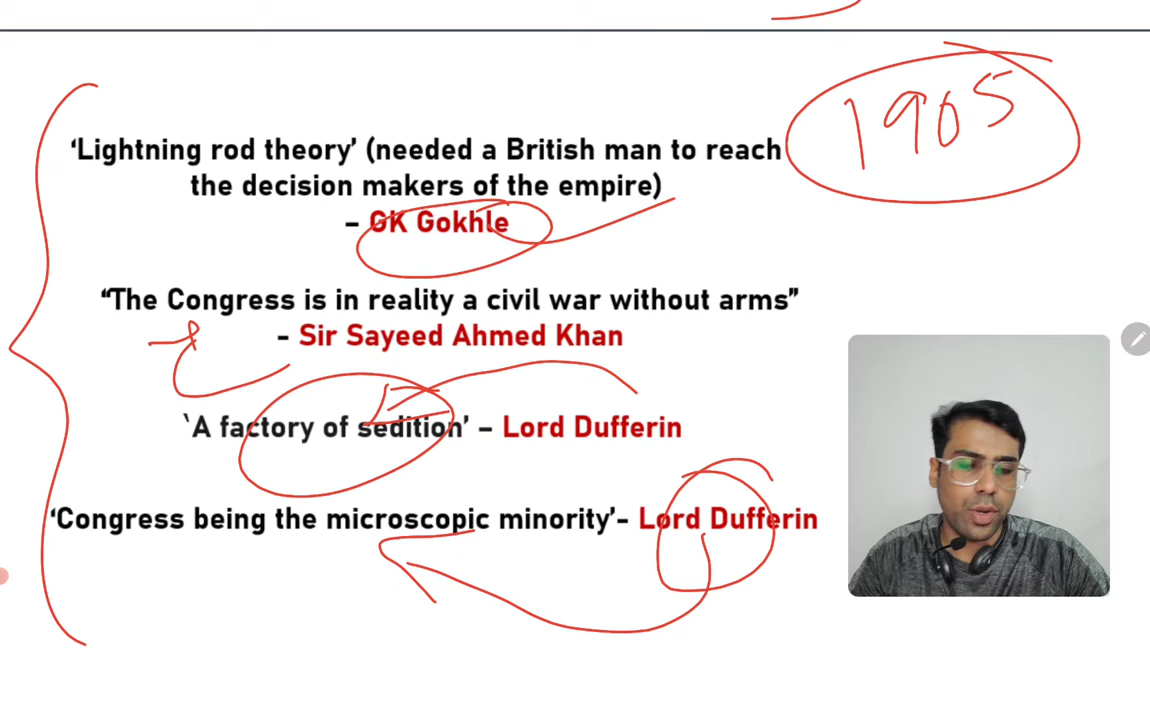 1905
‘Lightning rod theory’ (needed a British man to reach
the decision makers of the empire)
– GK Gokhle
“The Congress is in reality a civil war without arms”
- Sir Sayeed Ahmed Khan
‘A factory of sedition’ – Lord Dufferin
‘Congress being the microscopic minority’- Lord Dufferin